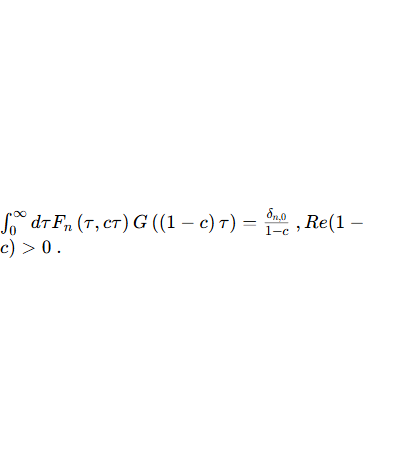 ∫₀^∞ dτF_n (τ, cτ) G ((1 − c) τ) = δ_{n,0}/(1−c) , Re(1 −
c) > 0 .